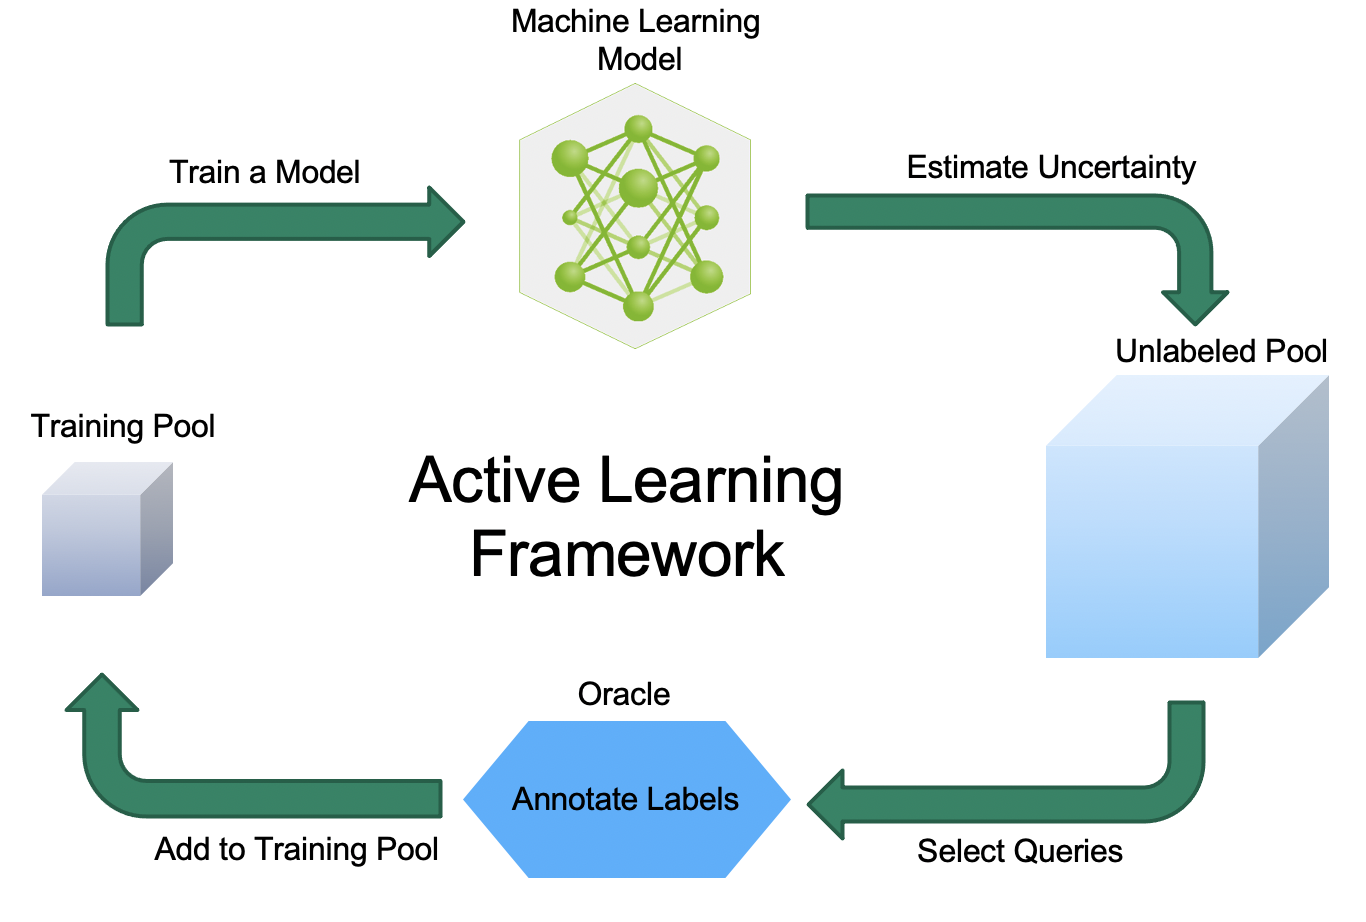 Machine Learning
Model
Train a Model
Estimate Uncertainty
Unlabeled Pool
Training Pool
Active Learning
Framework
Oracle
Annotate Labels
Add to Training Pool
Select Queries